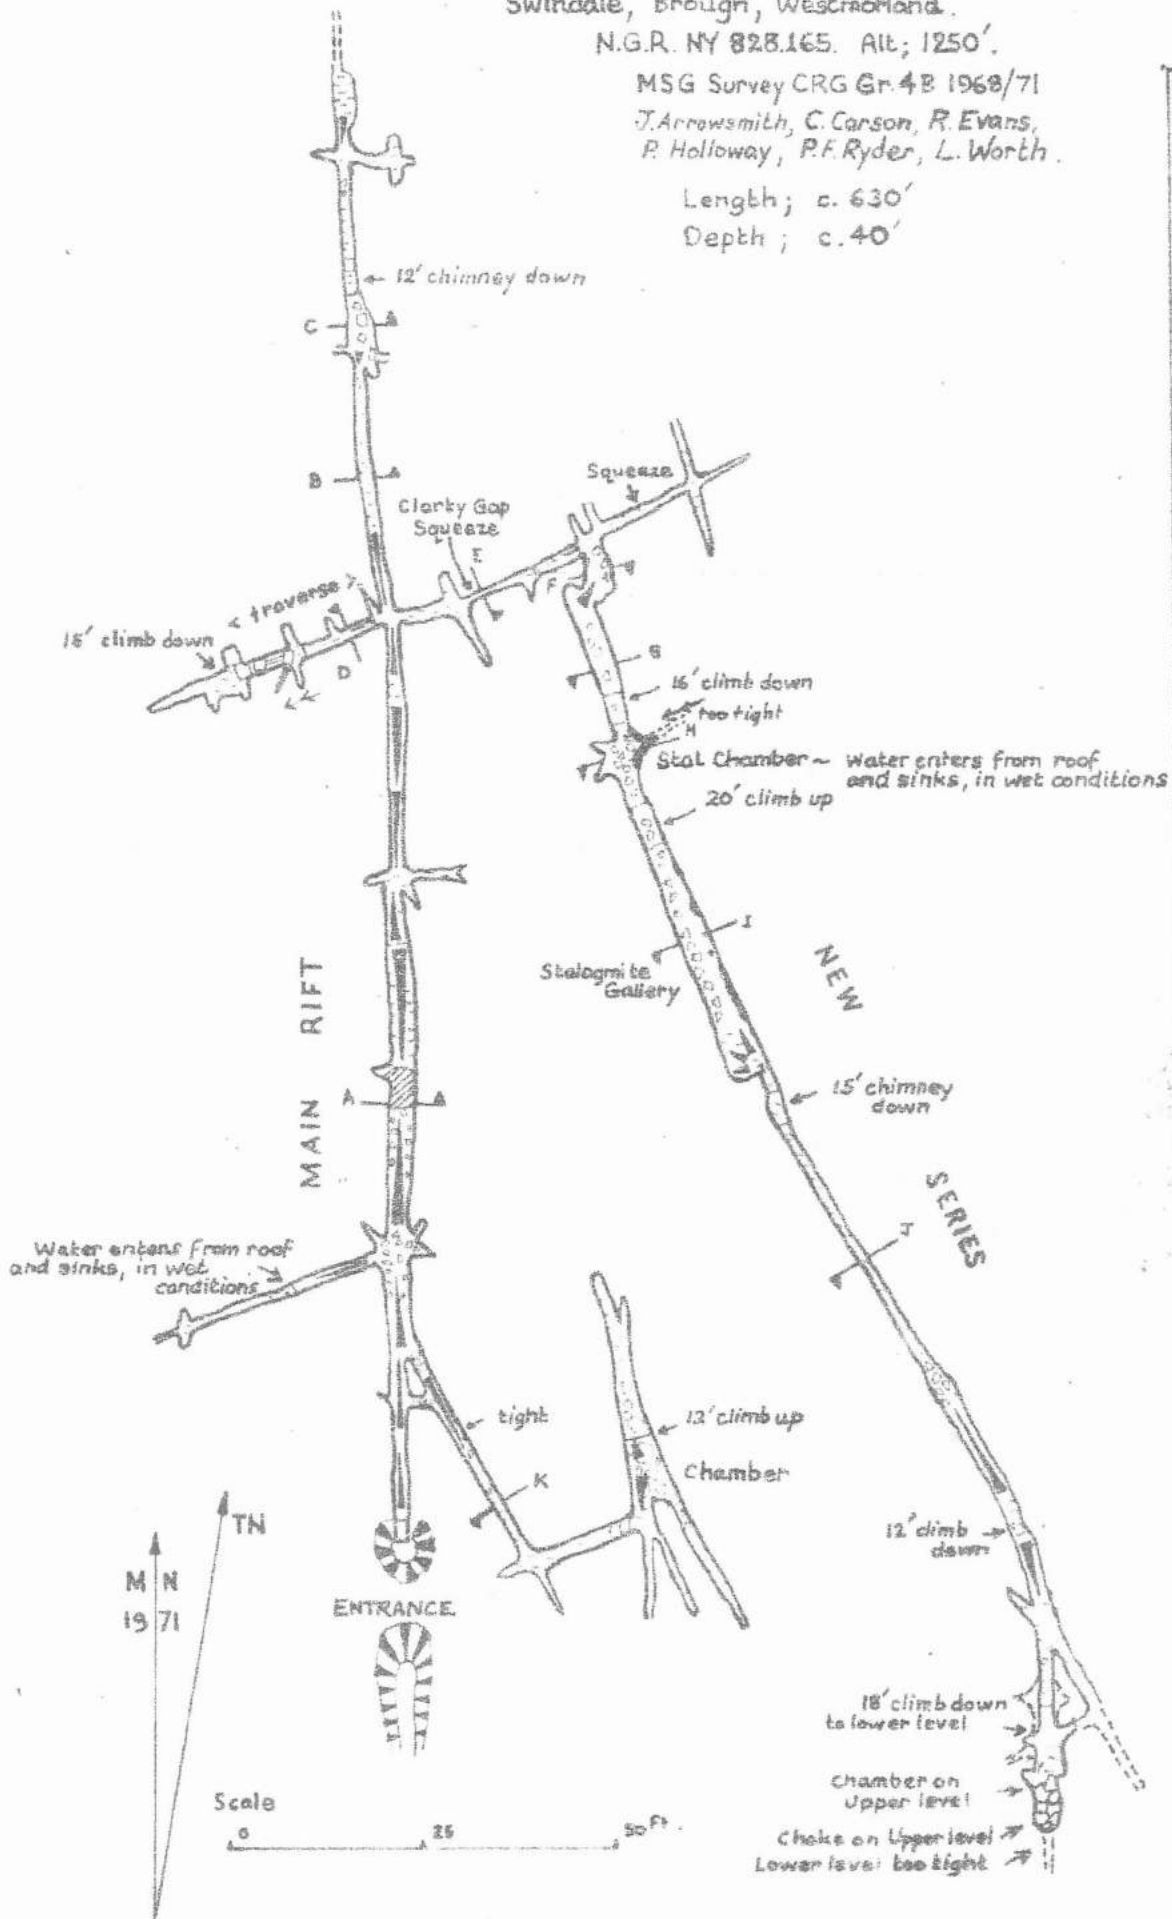 Swindale, Brough, Westmorland.
N.G.R. NY 828.165. Alt; 1250'.
MSG Survey CRG Gr.4B 1968/71
J. Arrowsmith, C. Carson, R. Evans,
P. Holloway, P.F. Ryder, L. Worth.
Length; c. 630'
Depth; c. 40'
12' chimney down
C
B
Squeeze
Clarty Gap
Squeeze
E
F
< traverse >
D
climb down
16' climb down
too tight
H
Stal Chamber ~ Water enters from roof
and sinks, in wet conditions
20' climb up
I
Stalagmite
Gallery
NEW
SERIES
MAIN RIFT
A
15' chimney
down
J
Water enters from roof
and sinks, in wet
conditions
tight
12' climb up
Chamber
K
12' climb
down
TN
M N
1971
ENTRANCE
18' climb down
to lower level
Chamber on
Upper level
Choke on Upper level
Lower level too tight
Scale
0 25 50 Ft.